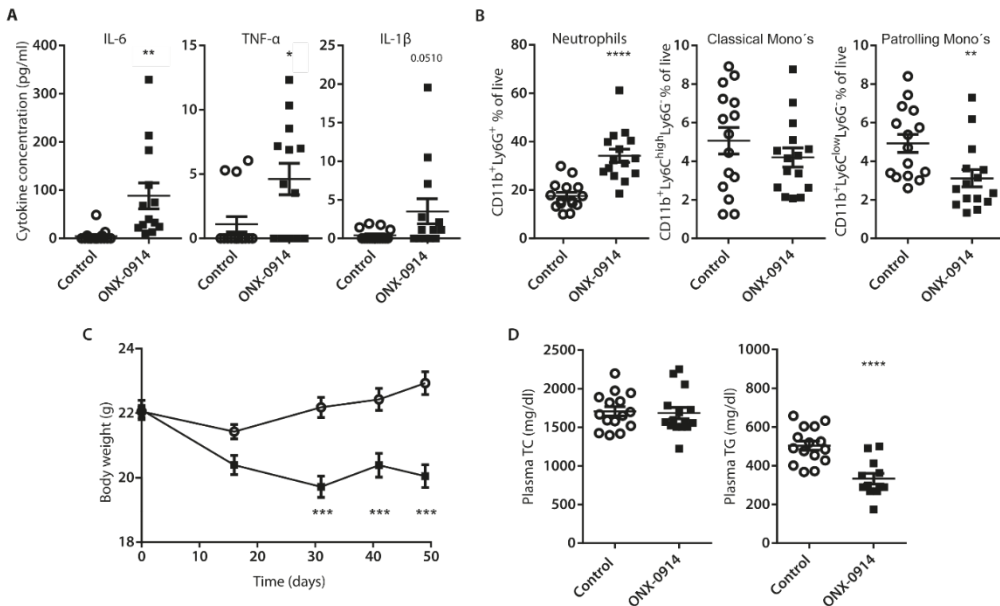 A
IL-6
TNF-α
IL-1β
Cytokine concentration (pg/ml)
400
300
200
100
0
**
Control
ONX-0914
15
10
5
0
*
Control
ONX-0914
25
20
15
10
5
0
0.0510
Control
ONX-0914
B
Neutrophils
Classical Mono´s
Patrolling Mono´s
CD11b+Ly6G+ % of live
80
60
40
20
0
****
Control
ONX-0914
CD11b+Ly6ChighLy6G- % of live
10
8
6
4
2
0
Control
ONX-0914
CD11b+Ly6ClowLy6G- % of live
10
8
6
4
2
0
**
Control
ONX-0914
C
Body weight (g)
24
22
20
18
*** *** ***
0 10 20 30 40 50
Time (days)
D
Plasma TC (mg/dl)
2500
2000
1500
1000
500
0
Control
ONX-0914
Plasma TG (mg/dl)
1000
800
600
400
200
0
****
Control
ONX-0914